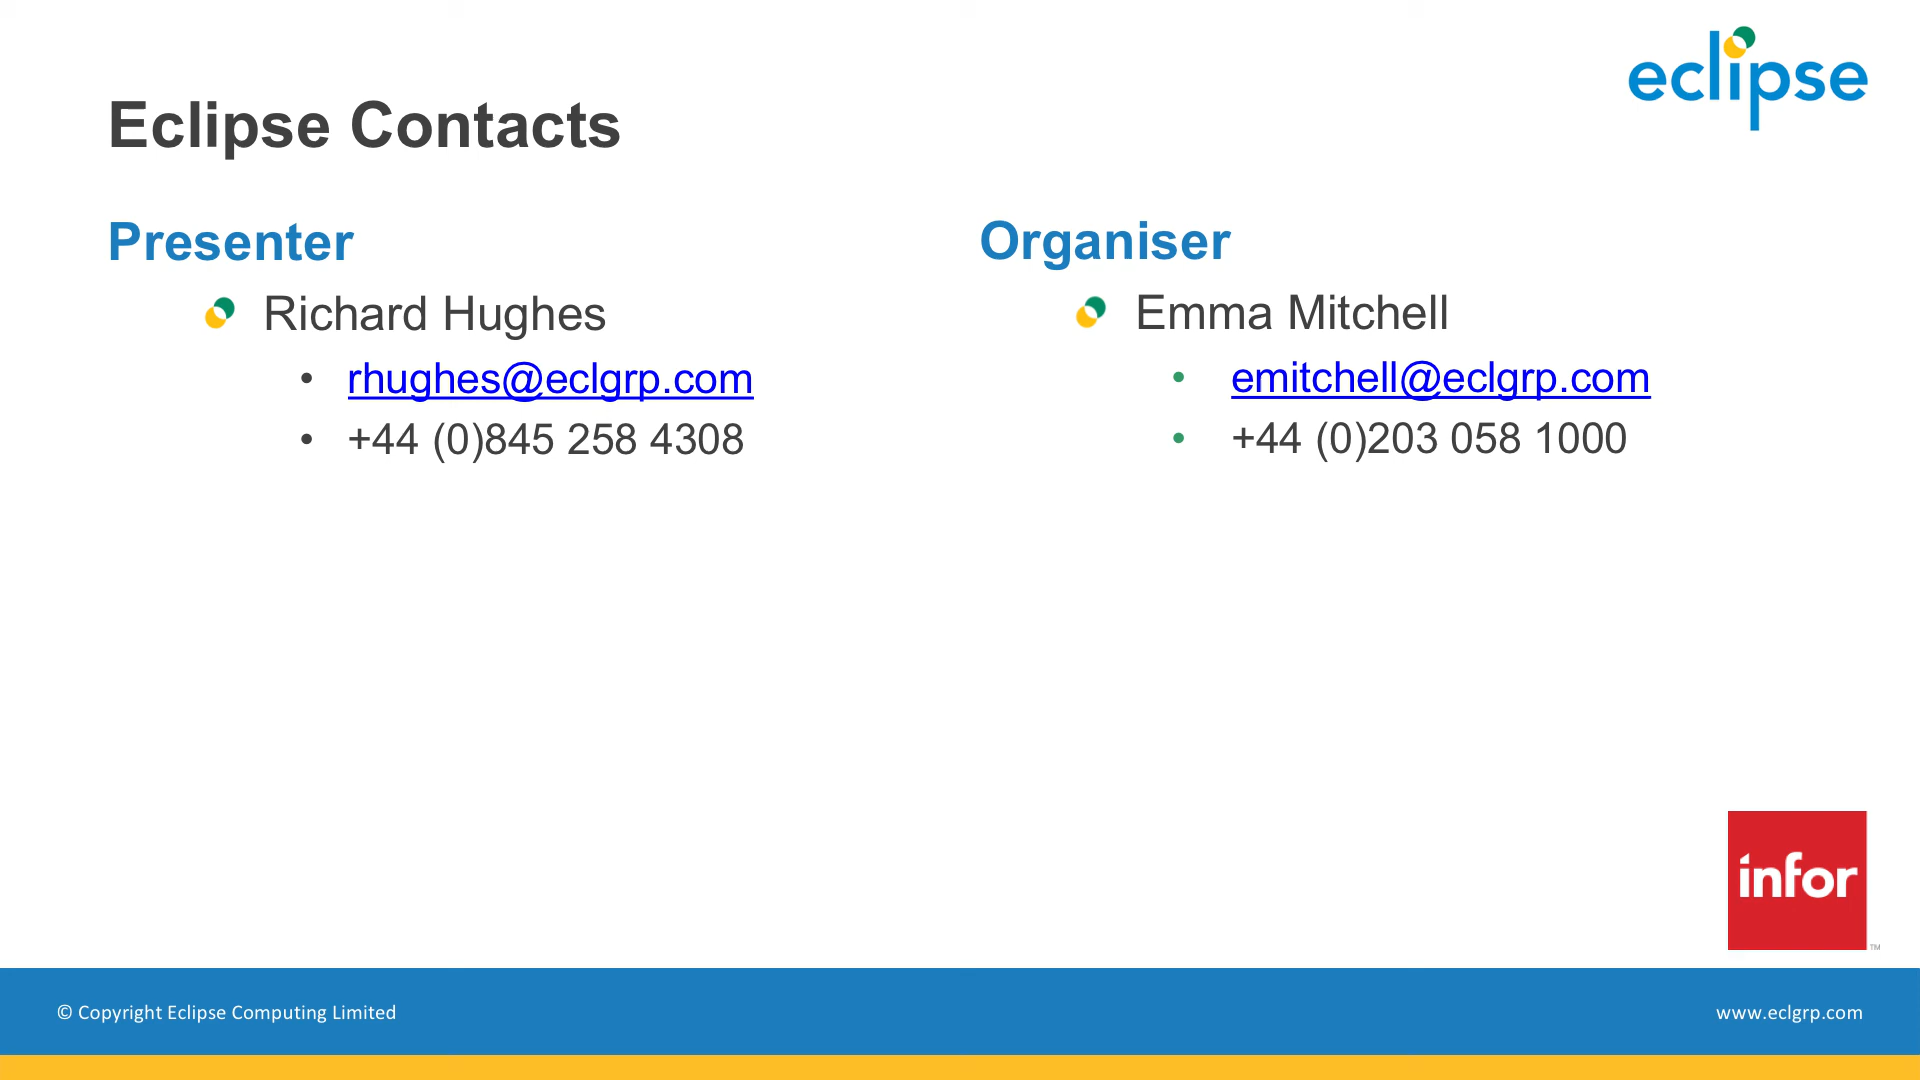 eclipse
Eclipse Contacts
Presenter
Richard Hughes
• rhughes@eclgrp.com
• +44 (0)845 258 4308
Organiser
Emma Mitchell
• emitchell@eclgrp.com
• +44 (0)203 058 1000
infor
TM
© Copyright Eclipse Computing Limited
www.eclgrp.com